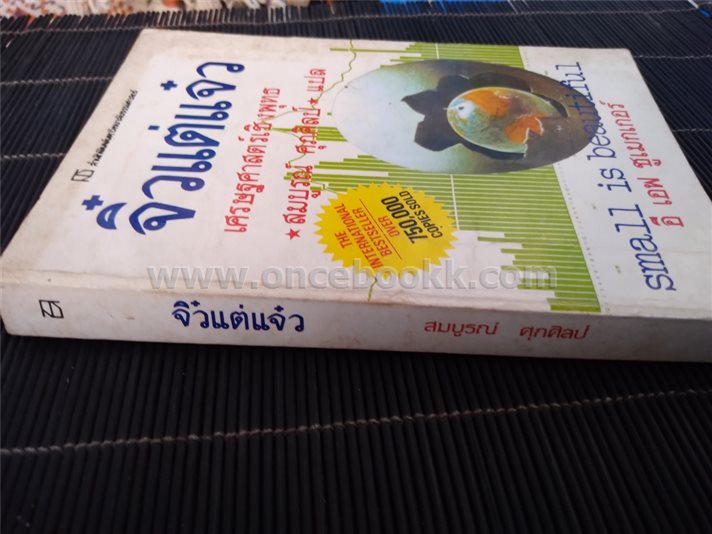 จิ๋วแต่แจ๋ว
เศรษฐศาสตร์เชิงพุทธ
★ สมบูรณ์ ศุภศิลป์ ★ แปล
THE
INTERNATIONAL
BESTSELLER
OVER
750,000
COPIES SOLD
small is beautiful
อี เอฟ ชูเมกเกอร์
www.oncebookk.com
จิ๋วแต่แจ๋ว
สมบูรณ์ ศุภศิลป